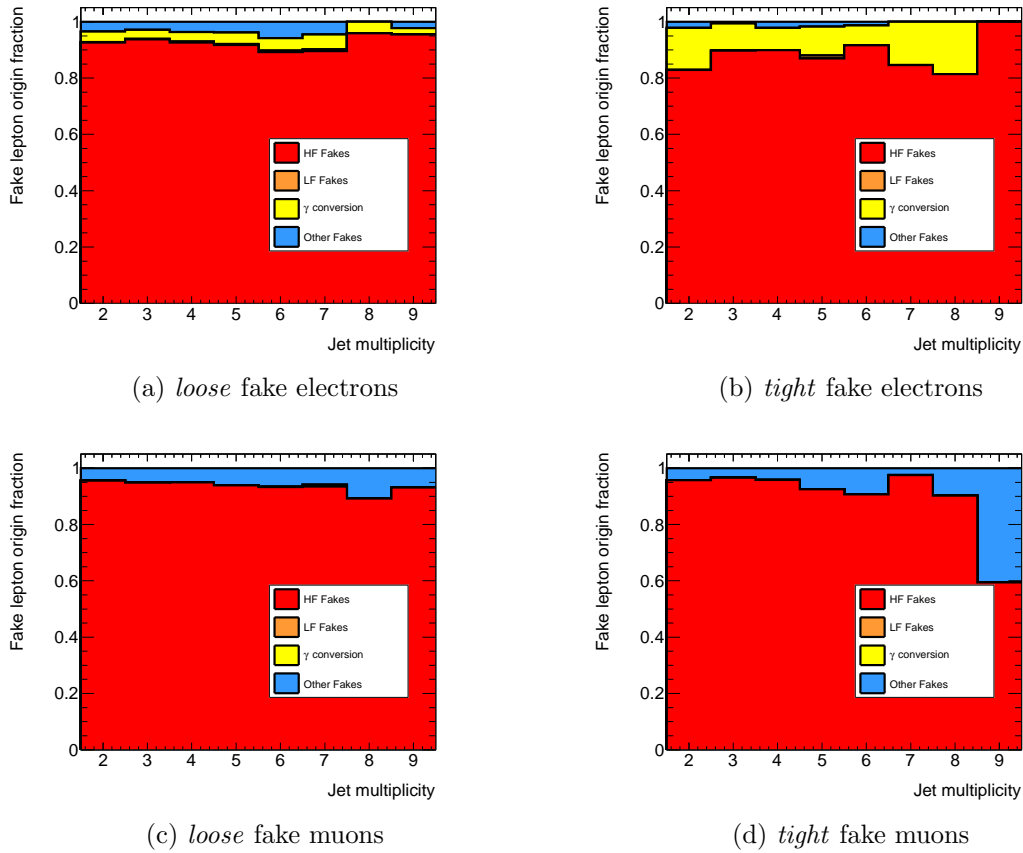 Fake lepton origin fraction
1
0.8
0.6
0.4
0.2
0
HF Fakes
LF Fakes
γ conversion
Other Fakes
2 3 4 5 6 7 8 9
Jet multiplicity
(a) loose fake electrons
Fake lepton origin fraction
1
0.8
0.6
0.4
0.2
0
HF Fakes
LF Fakes
γ conversion
Other Fakes
2 3 4 5 6 7 8 9
Jet multiplicity
(b) tight fake electrons
Fake lepton origin fraction
1
0.8
0.6
0.4
0.2
0
HF Fakes
LF Fakes
γ conversion
Other Fakes
2 3 4 5 6 7 8 9
Jet multiplicity
(c) loose fake muons
Fake lepton origin fraction
1
0.8
0.6
0.4
0.2
0
HF Fakes
LF Fakes
γ conversion
Other Fakes
2 3 4 5 6 7 8 9
Jet multiplicity
(d) tight fake muons